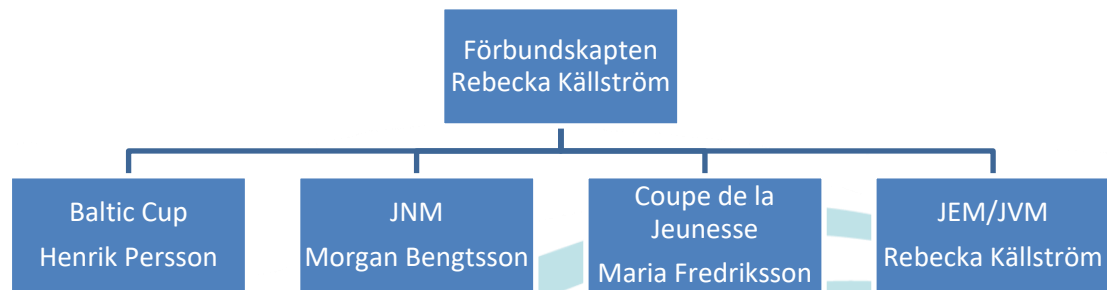 Förbundskapten
Rebecka Källström
Baltic Cup
Henrik Persson
JNM
Morgan Bengtsson
Coupe de la
Jeunesse
Maria Fredriksson
JEM/JVM
Rebecka Källström